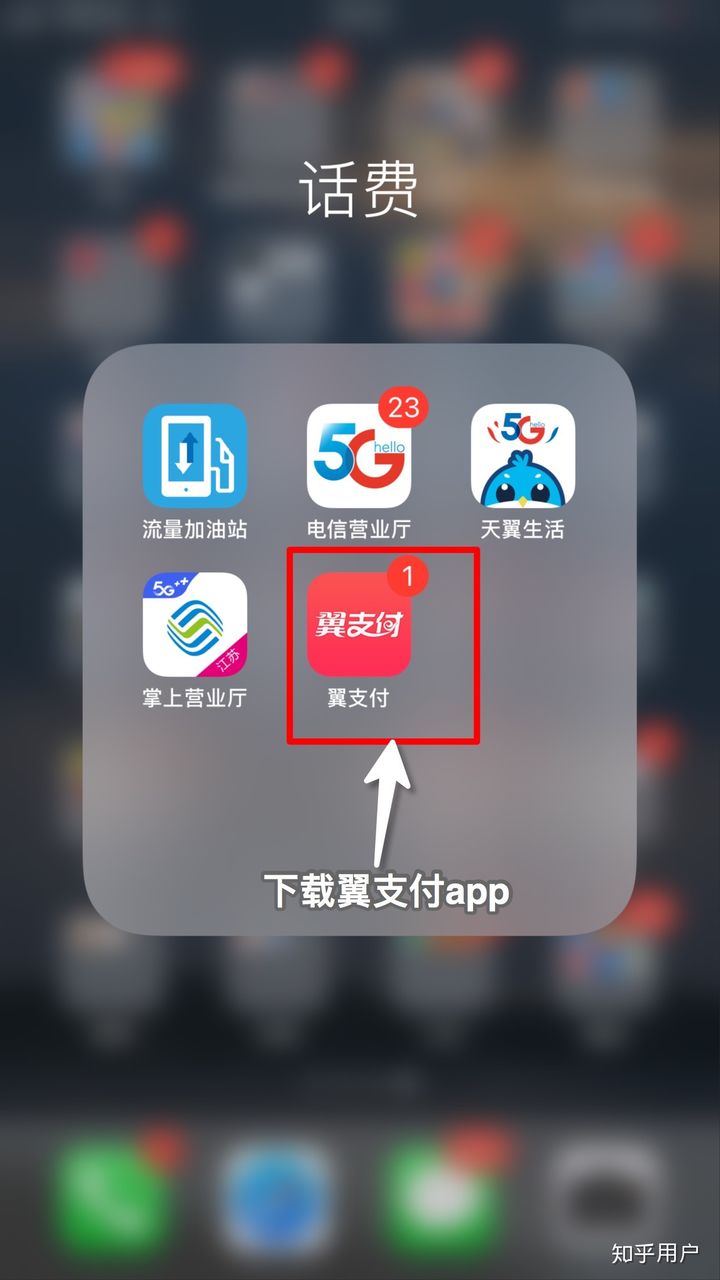 话费
23
5G hello
5G hello
流量加油站
电信营业厅
天翼生活
5G++
江苏
1
翼支付
掌上营业厅
翼支付
下载翼支付app
知乎用户